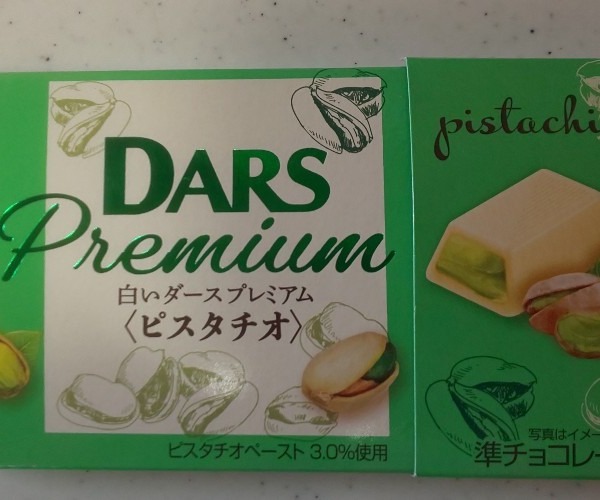 DARS
Premium
白いダースプレミアム
〈ピスタチオ〉
ピスタチオペースト 3.0%使用
pistachi
写真はイメー
準チョコレー